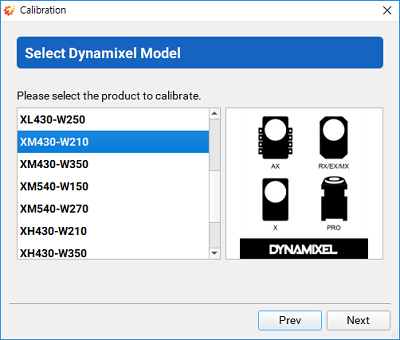 Calibration
Select Dynamixel Model
Please select the product to calibrate.
XL430-W250
XM430-W210
XM430-W350
XM540-W150
XM540-W270
XH430-W210
XH430-W350
AX
RX/EX/MX
X
PRO
DYNAMIXEL
Prev
Next